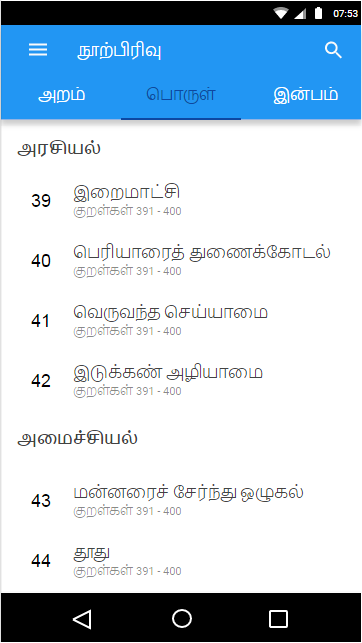 07:53
நூற்பிரிவு
அறம் பொருள் இன்பம்
அரசியல்
39 இறைமாட்சி
குறள்கள் 391 - 400
40 பெரியாரைத் துணைக்கோடல்
குறள்கள் 391 - 400
41 வெருவந்த செய்யாமை
குறள்கள் 391 - 400
42 இடுக்கண் அழியாமை
குறள்கள் 391 - 400
அமைச்சியல்
43 மன்னரைச் சேர்ந்து ஒழுகல்
குறள்கள் 391 - 400
44 தூது
குறள்கள் 391 - 400